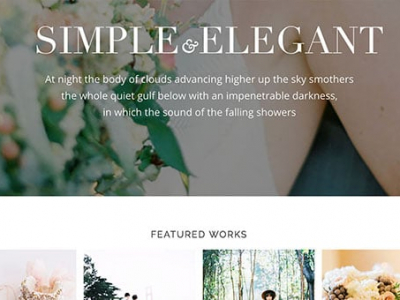 SIMPLE & ELEGANT
At night the body of clouds advancing higher up the sky smothers
the whole quiet gulf below with an impenetrable darkness,
in which the sound of the falling showers
FEATURED WORKS